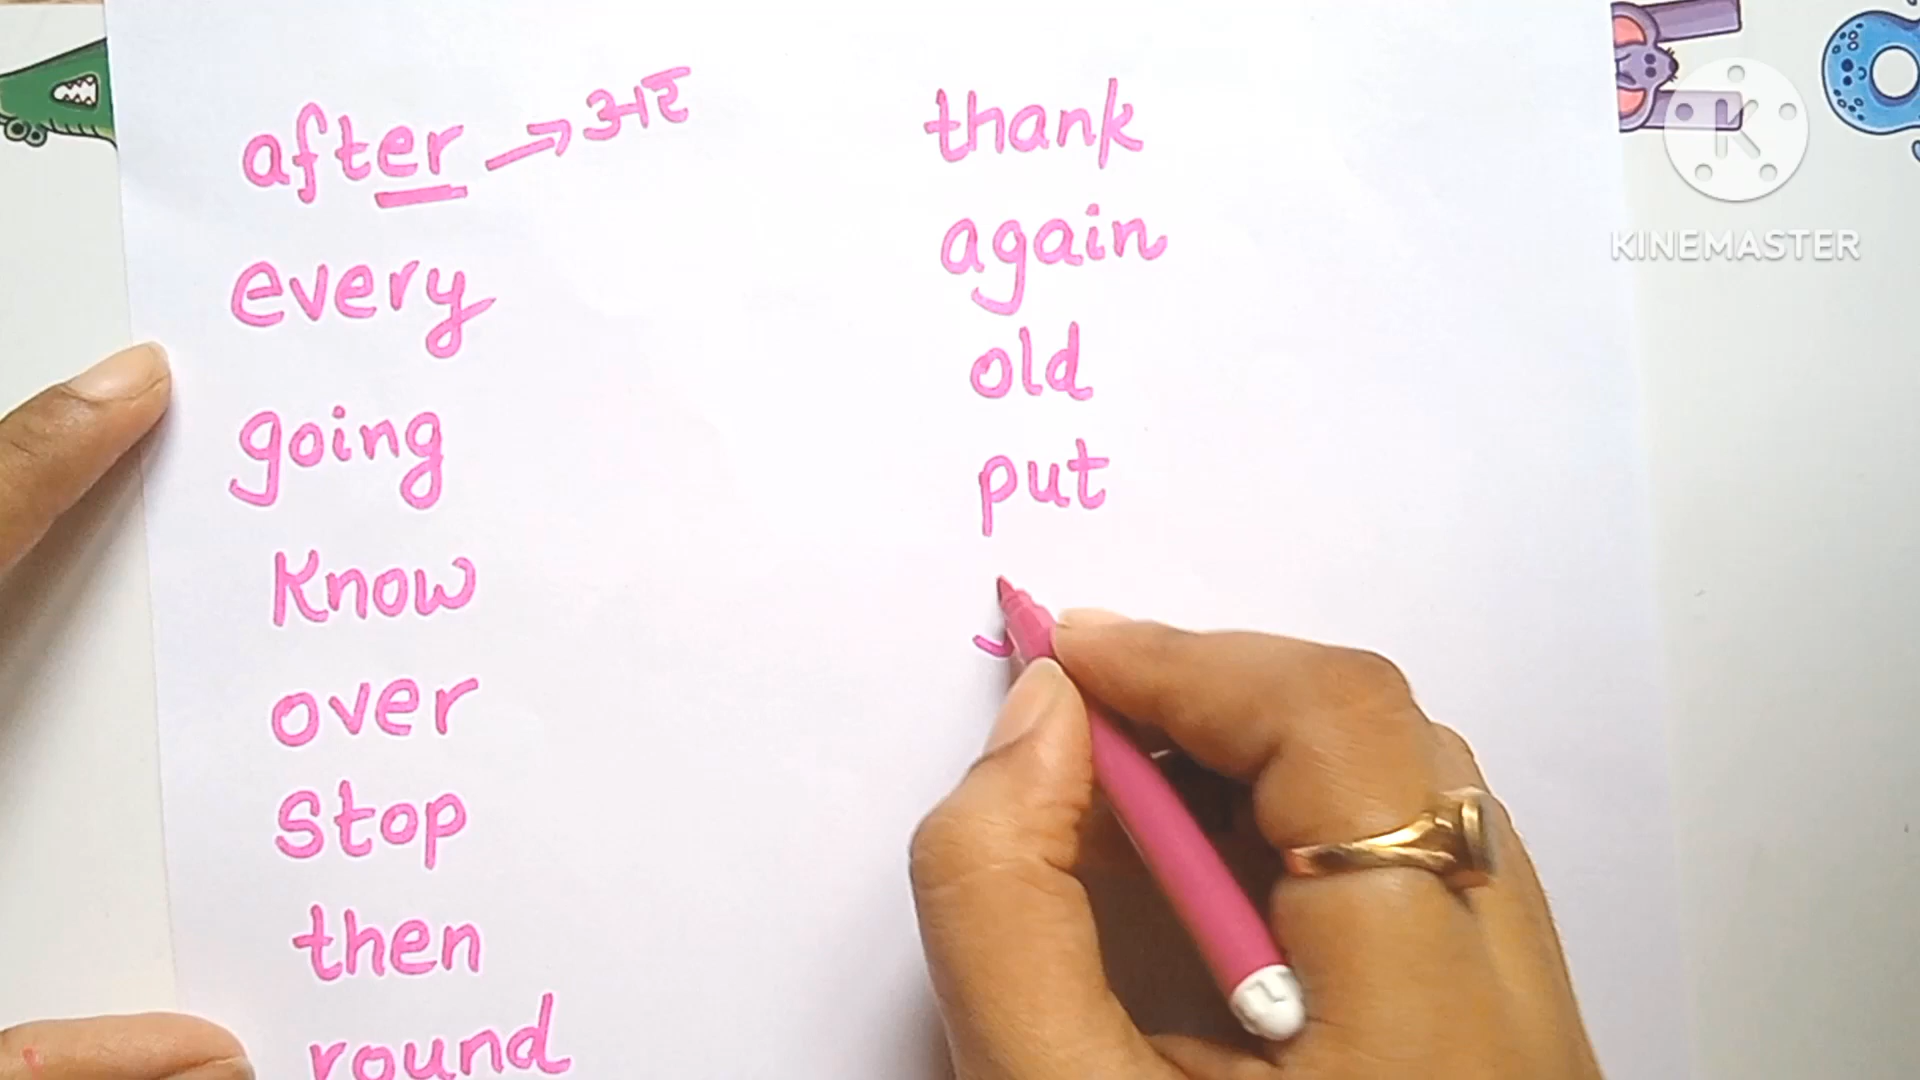 after → अर
every
going
Know
over
Stop
then
round
thank
again
old
put
K
KINEMASTER